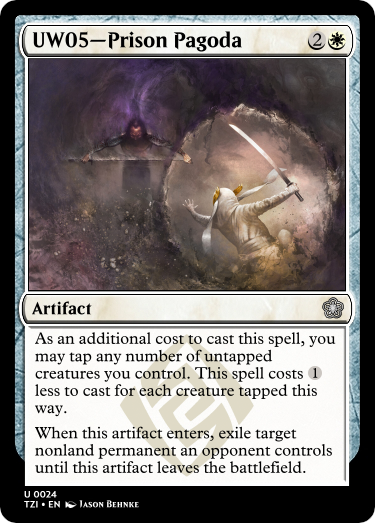 UW05—Prison Pagoda 2
Artifact
As an additional cost to cast this spell, you
may tap any number of untapped
creatures you control. This spell costs 1
less to cast for each creature tapped this
way.
When this artifact enters, exile target
nonland permanent an opponent controls
until this artifact leaves the battlefield.
U 0024
TZI • EN Jason Behnke